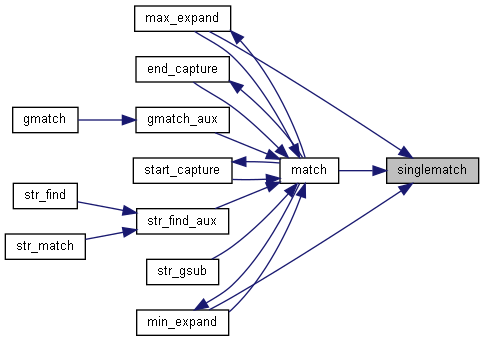 max_expand
end_capture
gmatch
gmatch_aux
start_capture
match
singlematch
str_find
str_find_aux
str_match
str_gsub
min_expand